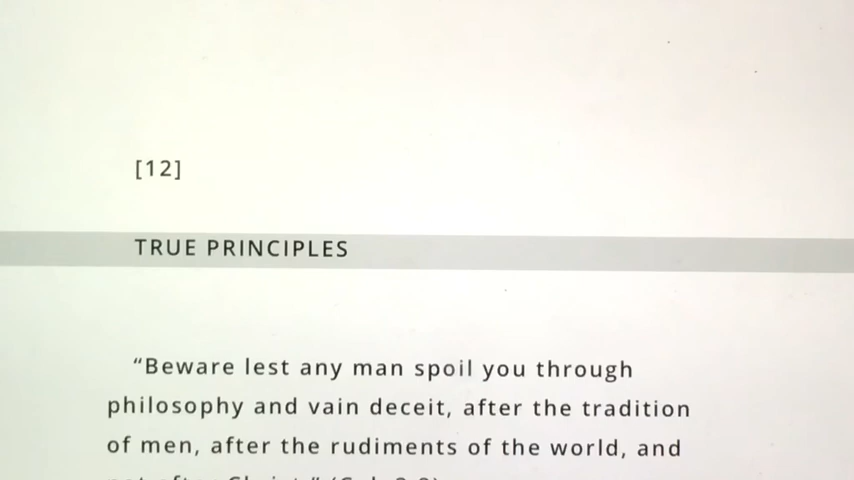 [12]
TRUE PRINCIPLES
“Beware lest any man spoil you through
philosophy and vain deceit, after the tradition
of men, after the rudiments of the world, and